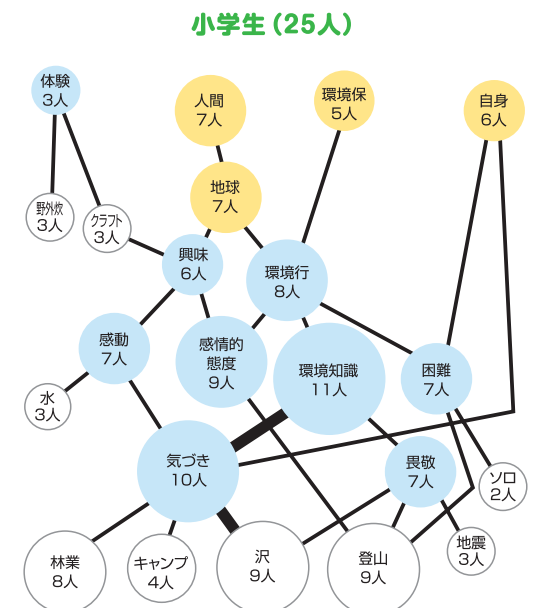 小学生（25人）
体験
3人
人間
7人
環境保
5人
自身
6人
地球
7人
野外炊
3人
クラフト
3人
興味
6人
環境行
8人
感動
7人
感情的
態度
9人
環境知識
11人
困難
7人
水
3人
気づき
10人
畏敬
7人
ソロ
2人
林業
8人
キャンプ
4人
沢
9人
登山
9人
地震
3人